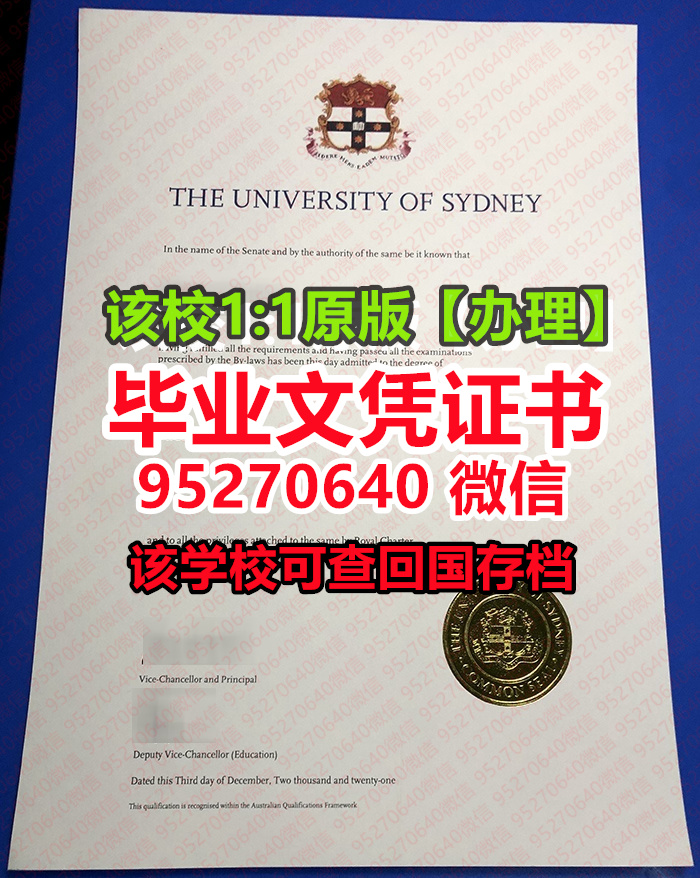 THE UNIVERSITY OF SYDNEY
In the name of the Senate and by the authority of the same be it known that
该校1:1原版【办理】
all the requirements and having passed all the examinations
prescribed by the By-laws has been this day admitted to the degree of
毕业文凭证书
95270640 微信
and to all the privileges attached to the same by Royal Charter
该学校可查回国存档
SYDNEY
COMMON SEAL
Vice-Chancellor and Principal
Deputy Vice-Chancellor (Education)
Dated this Third day of December, Two thousand and twenty-one
This qualification is recognised within the Australian Qualifications Framework